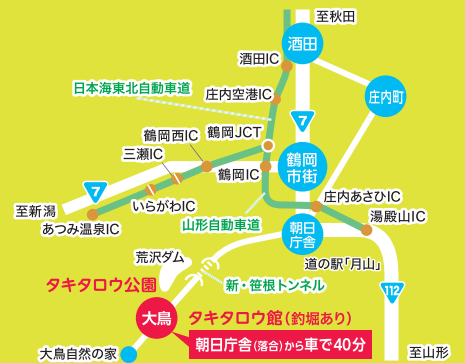 至秋田
酒田
酒田IC
日本海東北自動車道
庄内空港IC
庄内町
7
鶴岡西IC
鶴岡JCT
三瀬IC
鶴岡IC
鶴岡
市街
7
いらがわIC
庄内あさひIC
至新潟
あつみ温泉IC
山形自動車道
湯殿山IC
朝日
庁舎
荒沢ダム
道の駅「月山」
タキタロウ公園
新・笹根トンネル
112
大鳥
タキタロウ館（釣堀あり）
朝日庁舎（落合）から車で40分
大鳥自然の家
至山形